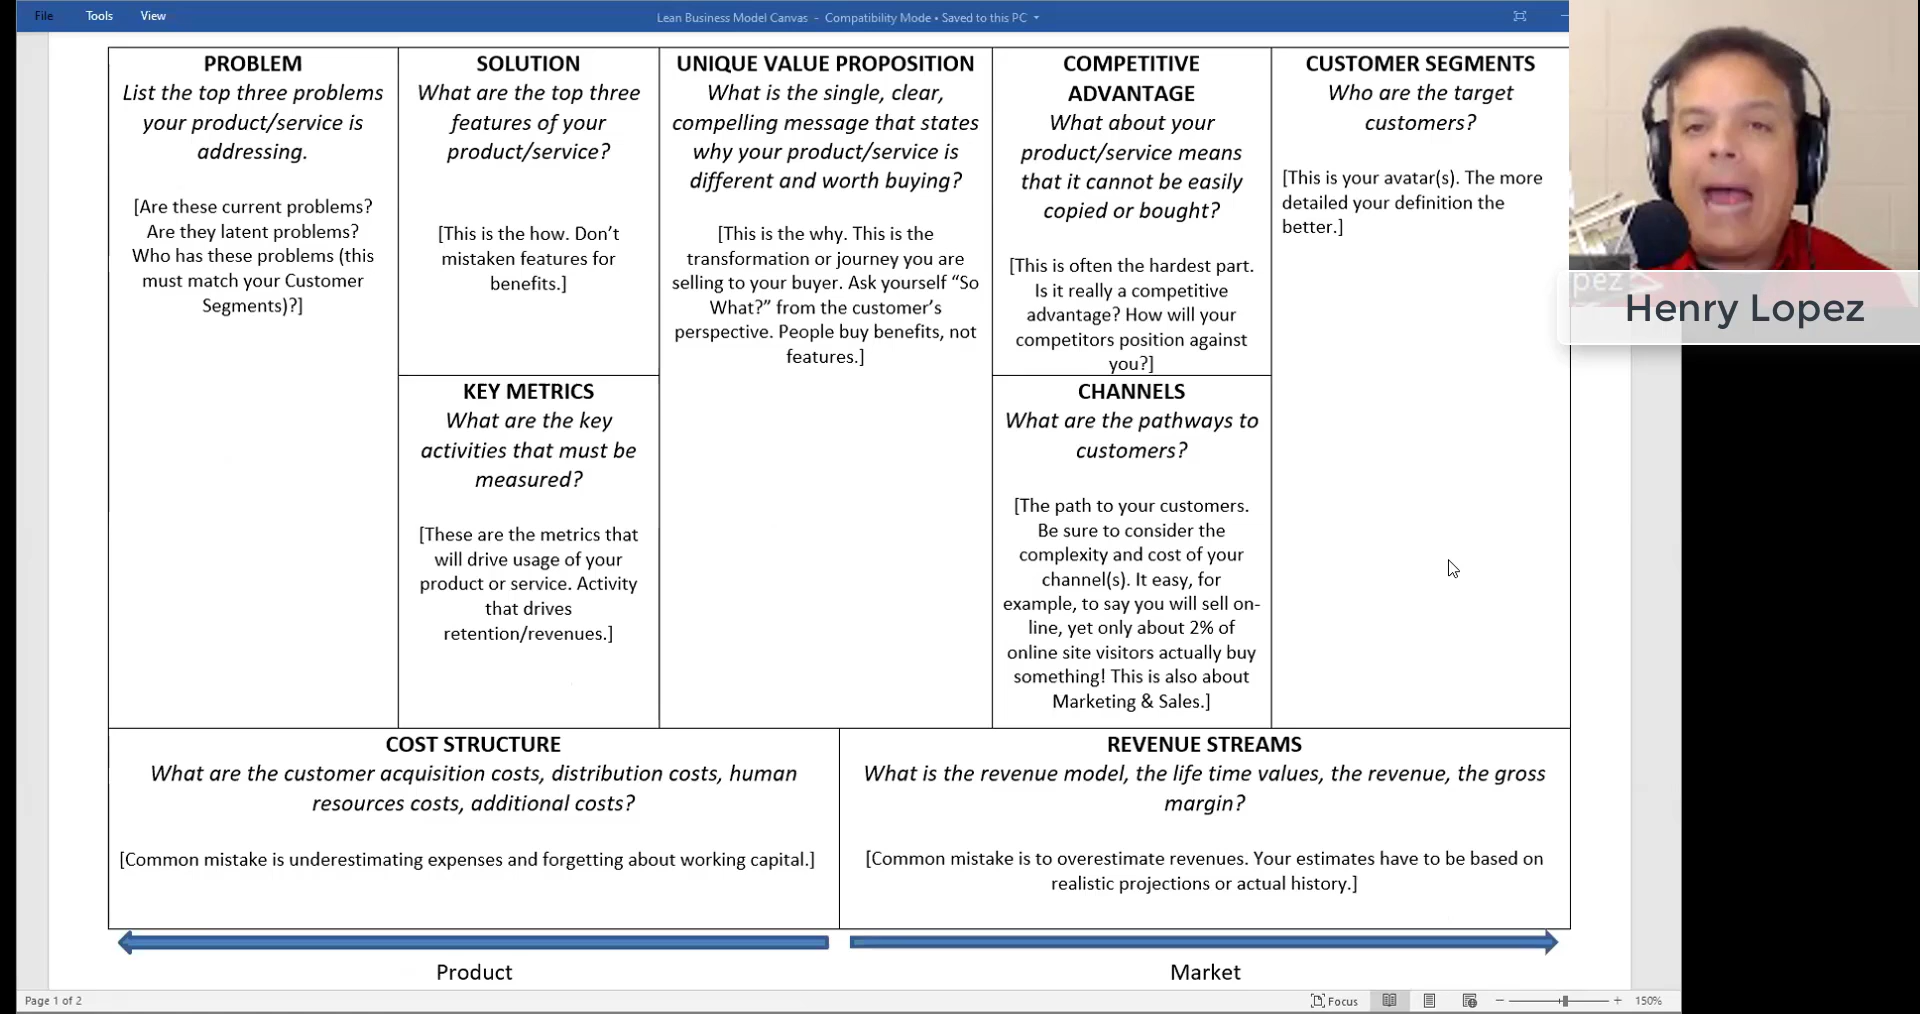 File Tools View
Lean Business Model Canvas - Compatibility Mode • Saved to this PC
PROBLEM
List the top three problems
your product/service is
addressing.
[Are these current problems?
Are they latent problems?
Who has these problems (this
must match your Customer
Segments)?]
SOLUTION
What are the top three
features of your
product/service?
[This is the how. Don’t
mistaken features for
benefits.]
KEY METRICS
What are the key
activities that must be
measured?
[These are the metrics that
will drive usage of your
product or service. Activity
that drives
retention/revenues.]
UNIQUE VALUE PROPOSITION
What is the single, clear,
compelling message that states
why your product/service is
different and worth buying?
[This is the why. This is the
transformation or journey you are
selling to your buyer. Ask yourself “So
What?” from the customer’s
perspective. People buy benefits, not
features.]
COMPETITIVE
ADVANTAGE
What about your
product/service means
that it cannot be easily
copied or bought?
[This is often the hardest part.
Is it really a competitive
advantage? How will your
competitors position against
you?]
CHANNELS
What are the pathways to
customers?
[The path to your customers.
Be sure to consider the
complexity and cost of your
channel(s). It easy, for
example, to say you will sell on-
line, yet only about 2% of
online site visitors actually buy
something! This is also about
Marketing & Sales.]
CUSTOMER SEGMENTS
Who are the target
customers?
[This is your avatar(s). The more
detailed your definition the
better.]
pez
Henry Lopez
COST STRUCTURE
What are the customer acquisition costs, distribution costs, human
resources costs, additional costs?
[Common mistake is underestimating expenses and forgetting about working capital.]
REVENUE STREAMS
What is the revenue model, the life time values, the revenue, the gross
margin?
[Common mistake is to overestimate revenues. Your estimates have to be based on
realistic projections or actual history.]
Product
Market
Page 1 of 2
Focus
150%